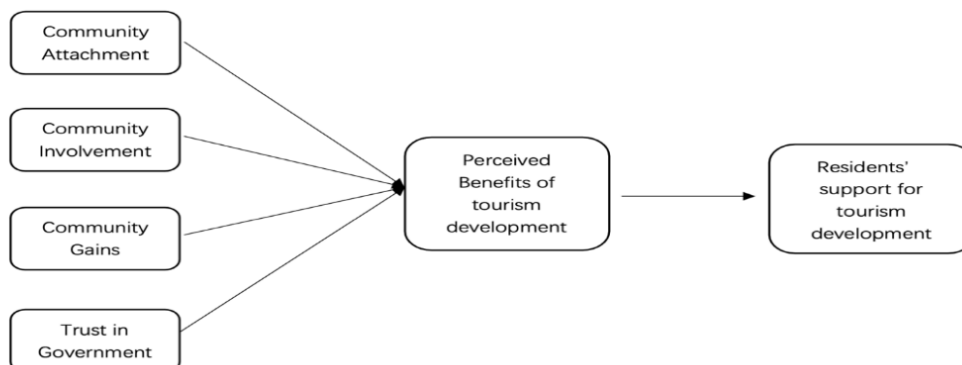 Community
Attachment
Community
Involvement
Community
Gains
Trust in
Government
Perceived
Benefits of
tourism
development
Residents'
support for
tourism
development